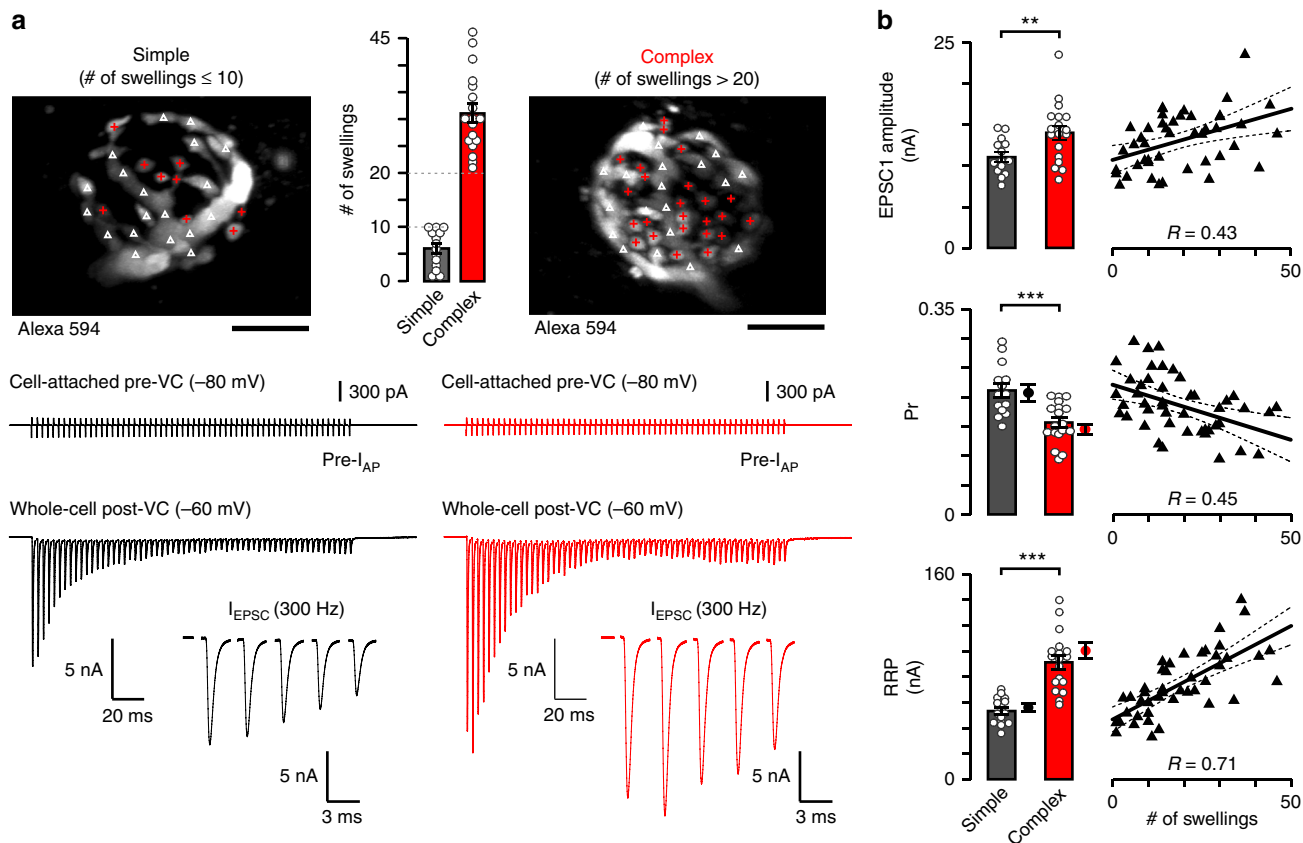 a
Simple
(# of swellings ≤ 10)
Alexa 594
45
20
10
0
# of swellings
Simple
Complex
Complex
(# of swellings > 20)
Alexa 594
Cell-attached pre-VC (–80 mV)
300 pA
Pre-I_AP
Cell-attached pre-VC (–80 mV)
300 pA
Pre-I_AP
Whole-cell post-VC (–60 mV)
I_EPSC (300 Hz)
5 nA
20 ms
5 nA
3 ms
Whole-cell post-VC (–60 mV)
I_EPSC (300 Hz)
5 nA
20 ms
5 nA
3 ms
b
**
25
0
EPSC1 amplitude
(nA)
R = 0.43
0
50
***
0.35
0
Pr
R = 0.45
***
160
0
RRP
(nA)
R = 0.71
0
50
Simple
Complex
# of swellings